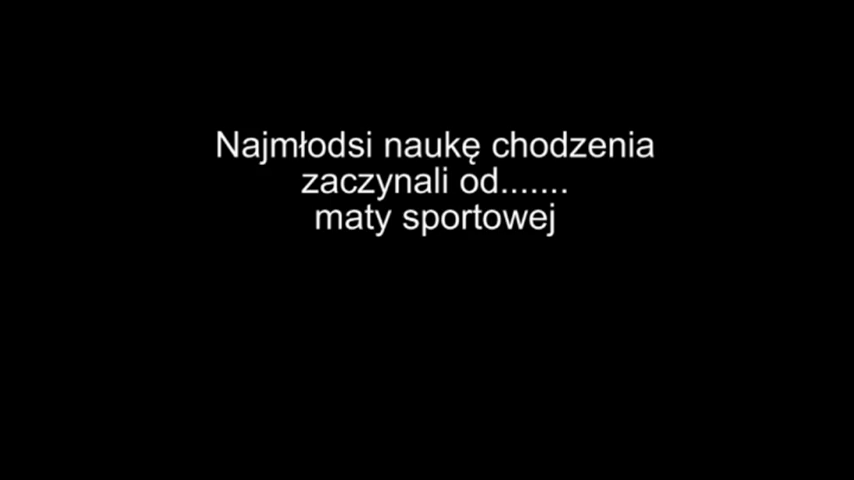 Najmłodsi naukę chodzenia
zaczynali od.......
maty sportowej